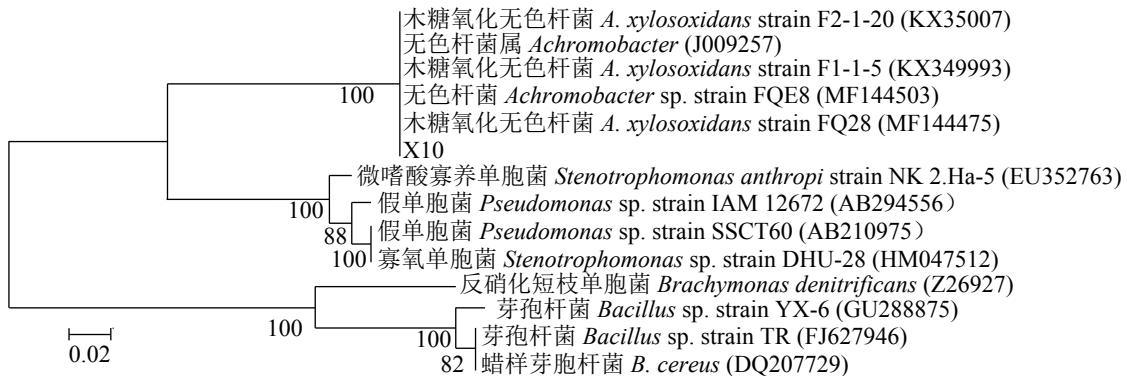 木糖氧化无色杆菌 A. xylosoxidans strain F2-1-20 (KX35007)
无色杆菌属 Achromobacter (J009257)
木糖氧化无色杆菌 A. xylosoxidans strain F1-1-5 (KX349993)
100
无色杆菌 Achromobacter sp. strain FQE8 (MF144503)
木糖氧化无色杆菌 A. xylosoxidans strain FQ28 (MF144475)
X10
微嗜酸寡养单胞菌 Stenotrophomonas anthropi strain NK 2.Ha-5 (EU352763)
100
假单胞菌 Pseudomonas sp. strain IAM 12672 (AB294556）
88
假单胞菌 Pseudomonas sp. strain SSCT60 (AB210975）
100
寡氧单胞菌 Stenotrophomonas sp. strain DHU-28 (HM047512)
反硝化短枝单胞菌 Brachymonas denitrificans (Z26927)
100
芽孢杆菌 Bacillus sp. strain YX-6 (GU288875)
100
芽孢杆菌 Bacillus sp. strain TR (FJ627946)
82
蜡样芽胞杆菌 B. cereus (DQ207729)
0.02